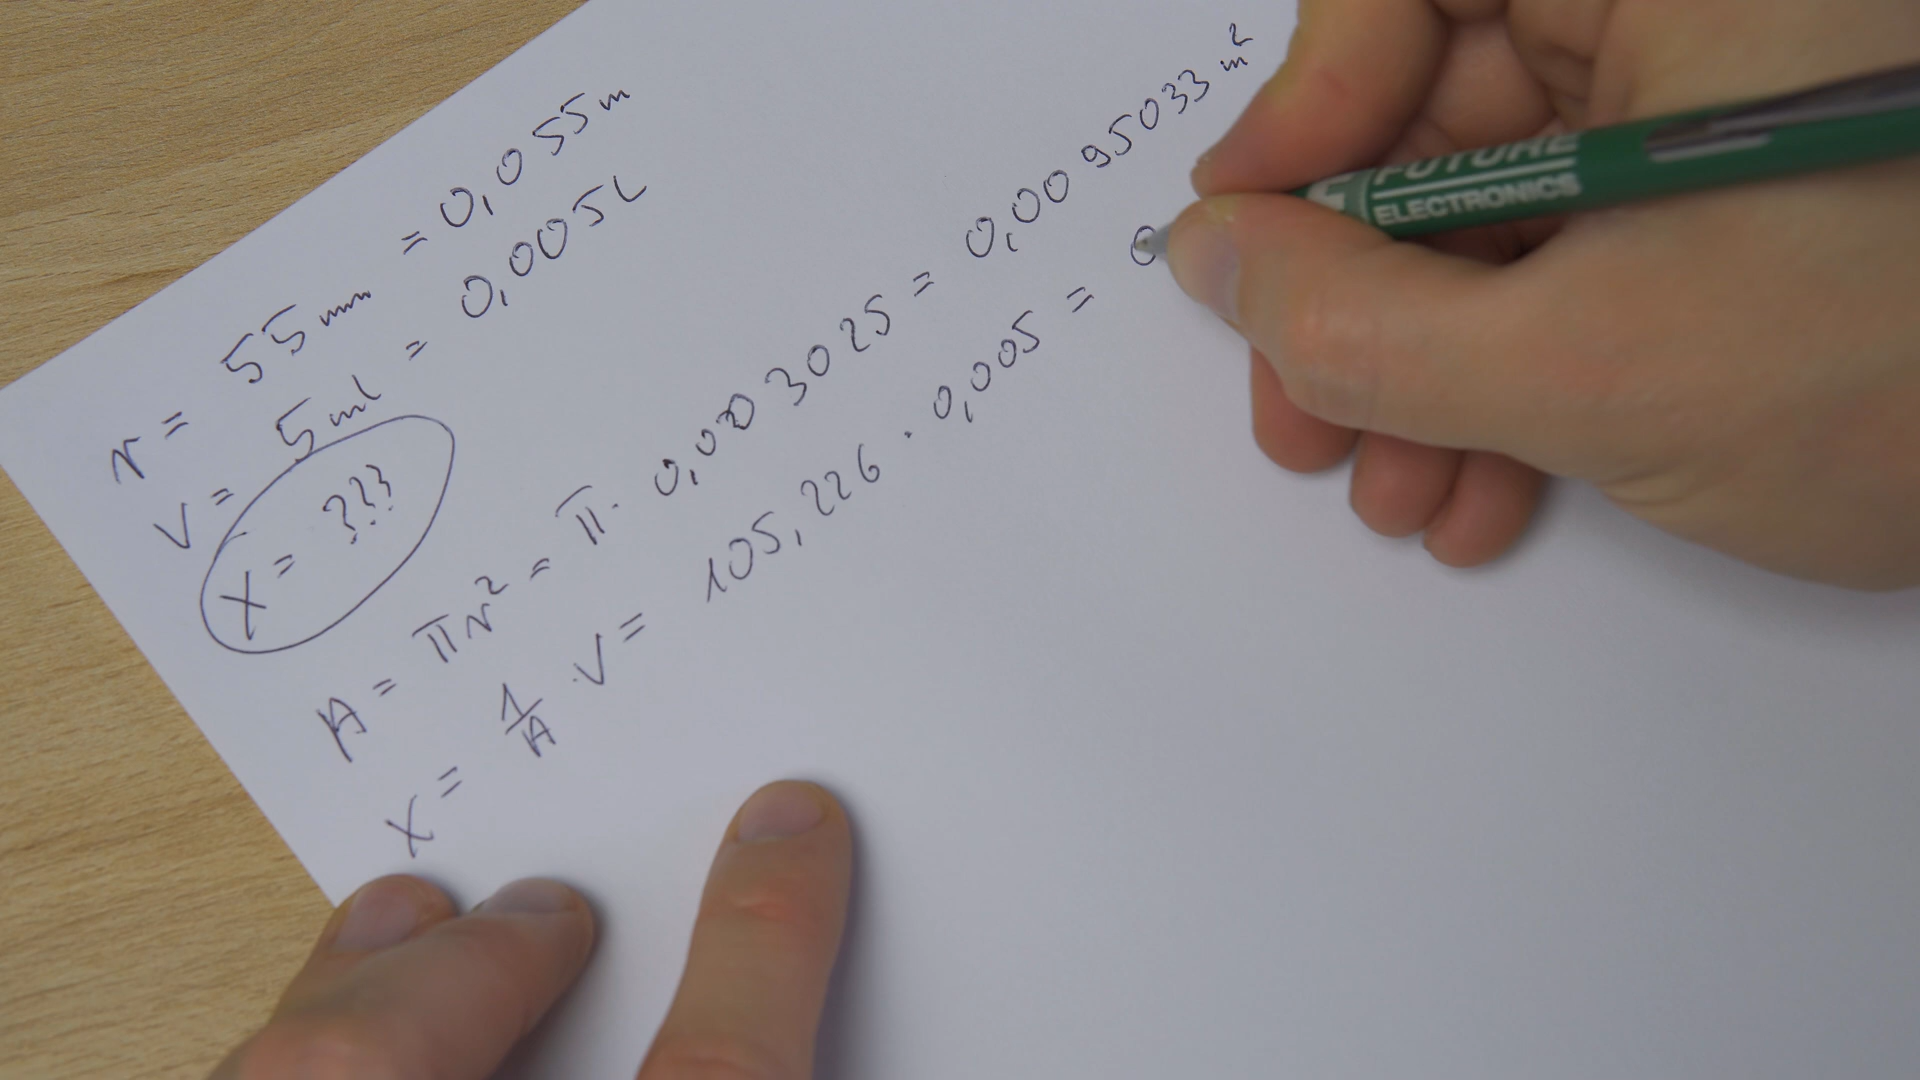 r = 55 mm = 0,055 m
V = 5 ml = 0,005 L
X = ???
A = πr² = π · 0,003025 = 0,0095033 m²
X = 1/A · V = 105,226 · 0,005 = 0
FUTURE
ELECTRONICS